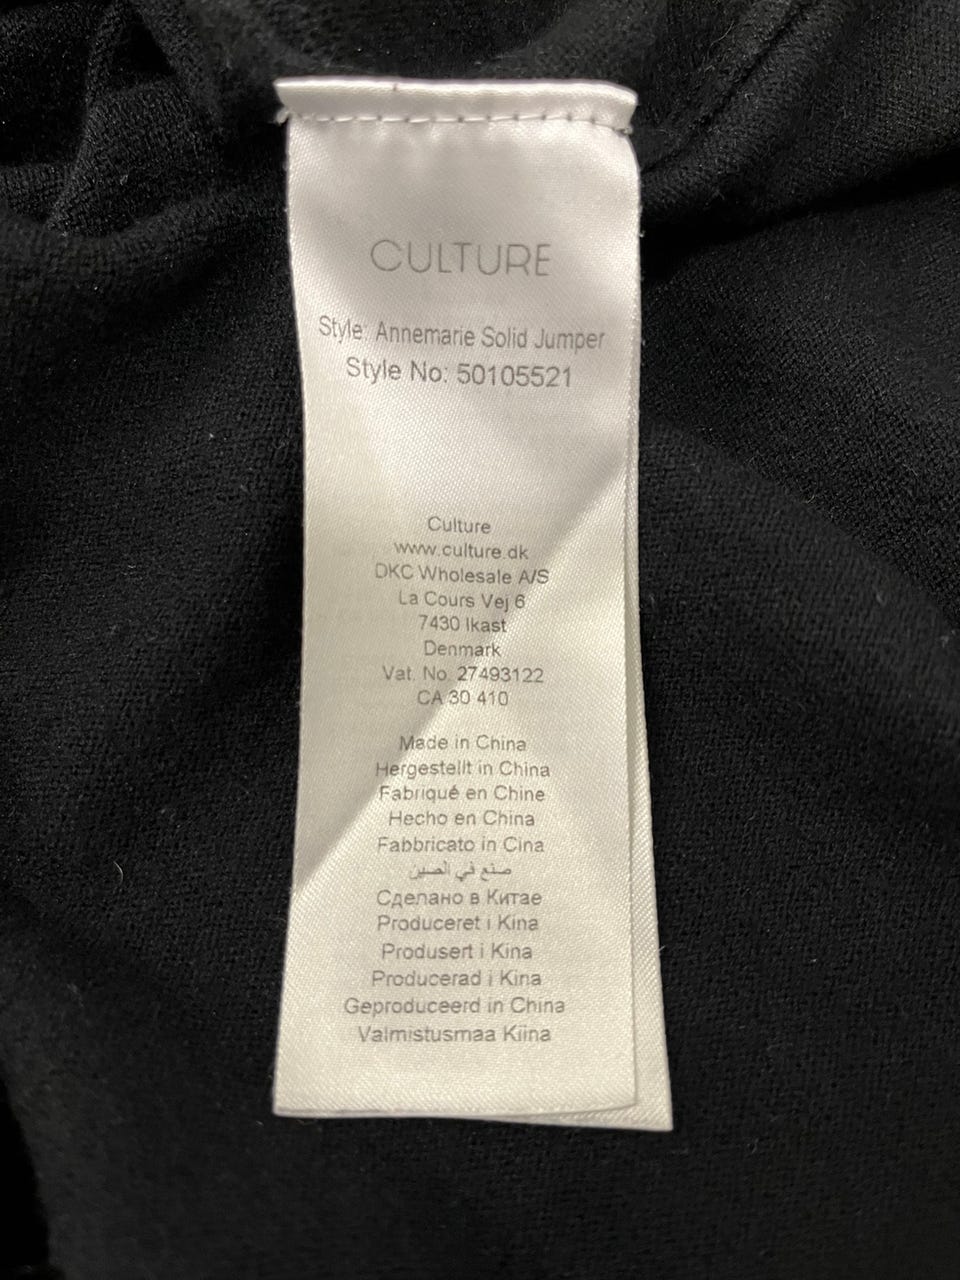 CULTURE
Style: Annemarie Solid Jumper
Style No: 50105521
Culture
www.culture.dk
DKC Wholesale A/S
La Cours Vej 6
7430 Ikast
Denmark
Vat. No. 27493122
CA 30 410
Made in China
Hergestellt in China
Fabriqué en Chine
Hecho en China
Fabbricato in Cina
صنع في الصين
Сделано в Китае
Produceret i Kina
Produsert i Kina
Producerad i Kina
Geproduceerd in China
Valmistusmaa Kiina